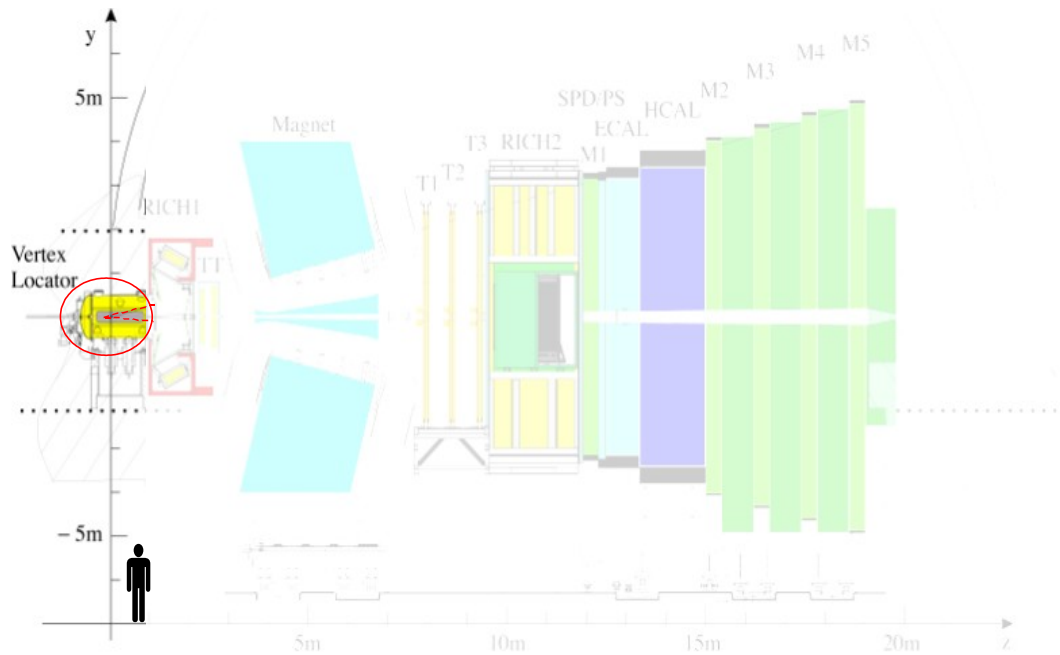 y
5m
M5
M4
M3
M2
HCAL
SPD/PS
ECAL
Magnet
T3
RICH2
M1
T2
T1
RICH1
TT
Vertex
Locator
− 5m
5m
10m
15m
20m
z